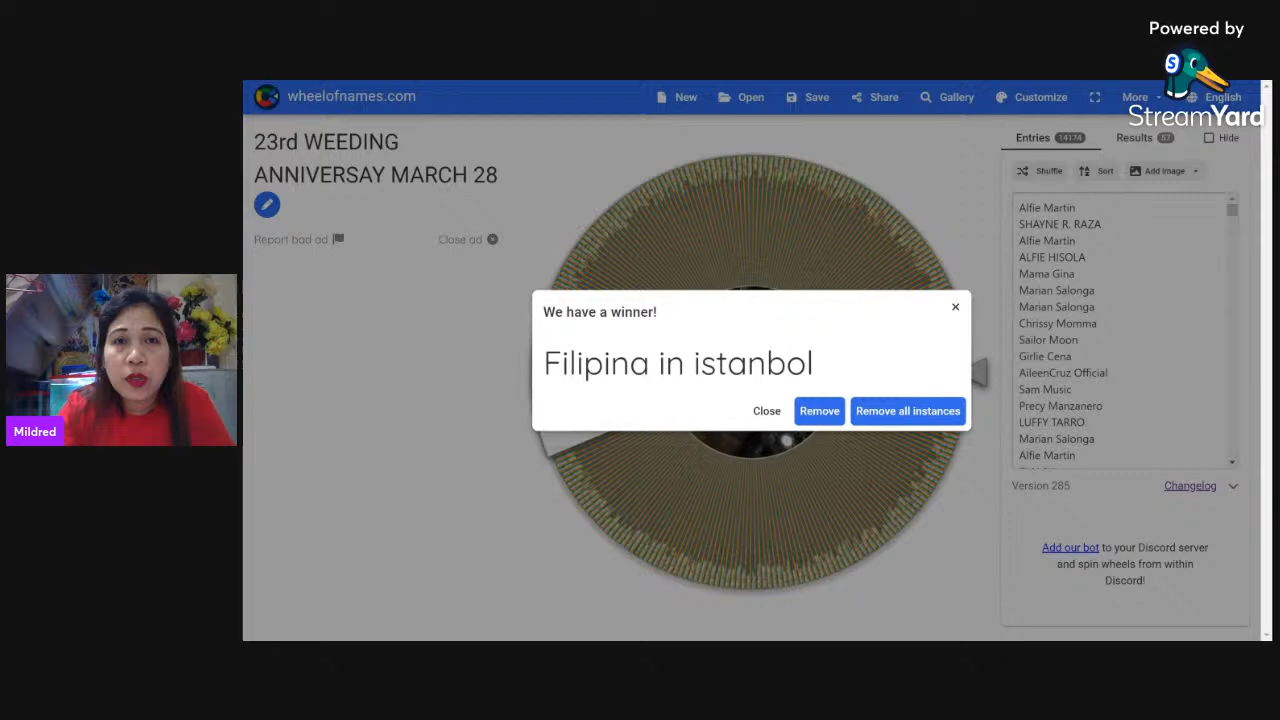 Powered by
S
StreamYard
wheelofnames.com
New
Open
Save
Share
Gallery
Customize
More
English
23rd WEEDING
ANNIVERSAY MARCH 28
Report bad ad
Close ad
Entries 14174
Results 57
Hide
Shuffle
Sort
Add Image
Alfie Martin
SHAYNE R. RAZA
Alfie Martin
ALFIE HISOLA
Mama Gina
Marian Salonga
Marian Salonga
Chrissy Momma
Sailor Moon
Girlie Cena
AileenCruz Official
Sam Music
Precy Manzanero
LUFFY TARRO
Marian Salonga
Alfie Martin
Version 285
Changelog
Add our bot to your Discord server
and spin wheels from within
Discord!
We have a winner!
Filipina in istanbol
Close
Remove
Remove all instances
Mildred